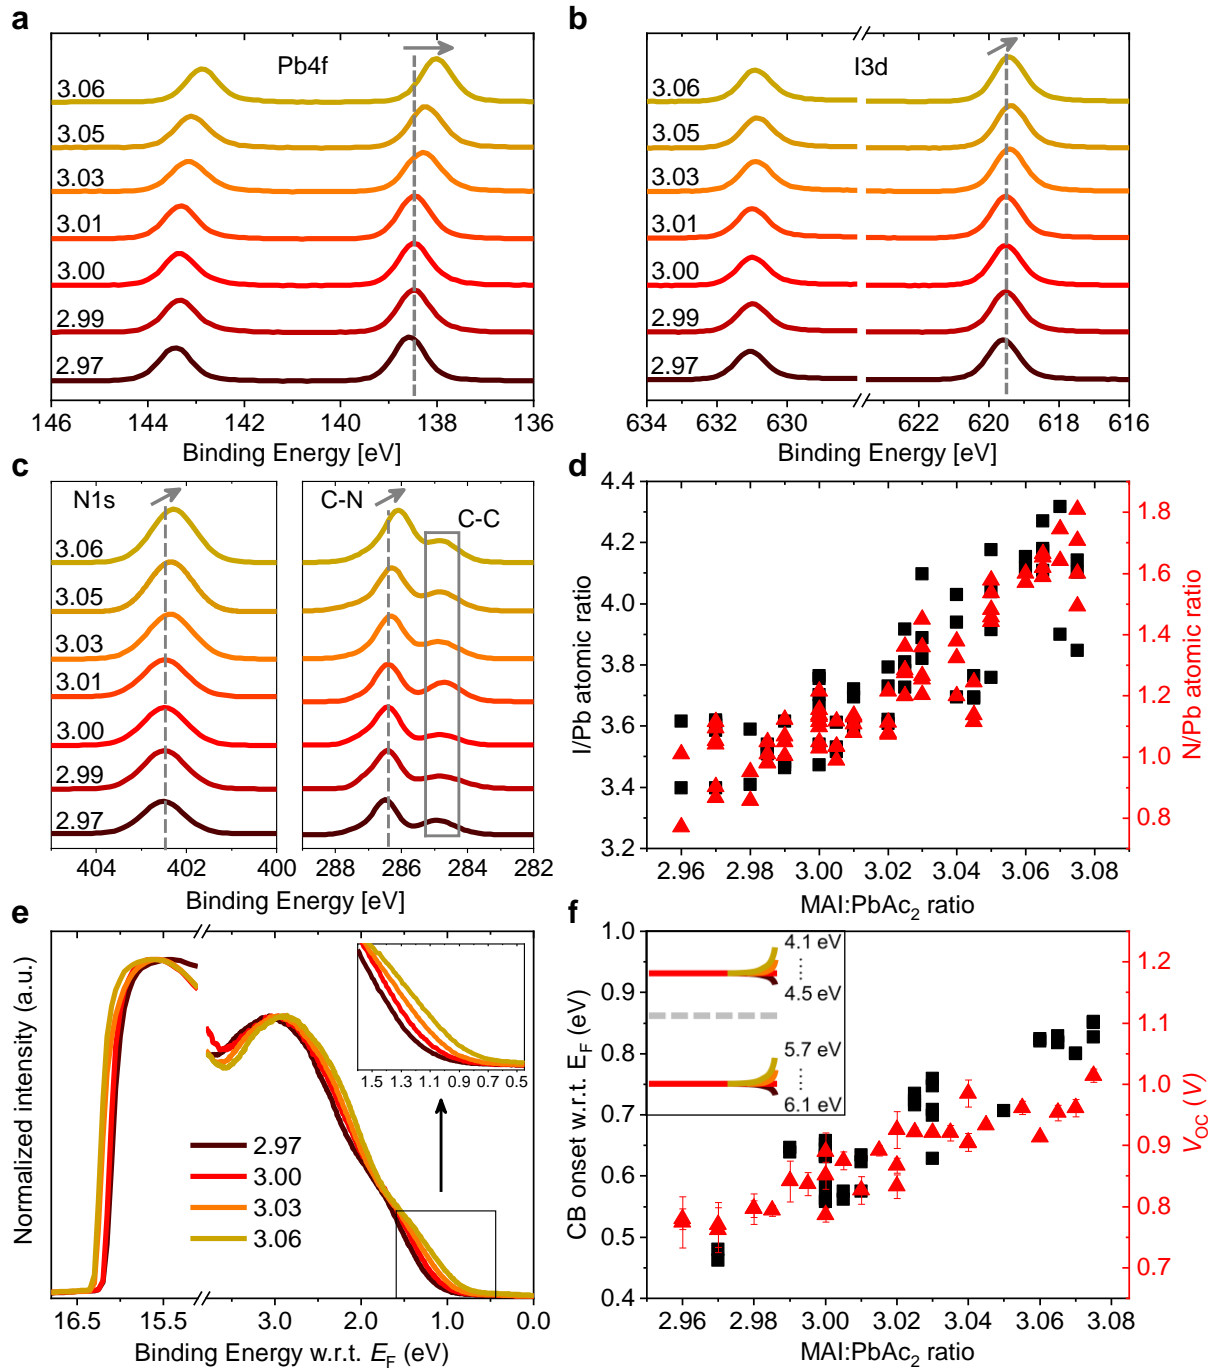 a
Pb4f
3.06
3.05
3.03
3.01
3.00
2.99
2.97
146 144 142 140 138 136
Binding Energy [eV]
b
I3d
3.06
3.05
3.03
3.01
3.00
2.99
2.97
634 632 630 620 618 616
Binding Energy [eV]
c
N1s
3.06
3.05
3.03
3.01
3.00
2.99
2.97
404 402 400
C-N
C-C
288 286 284 282
Binding Energy [eV]
d
4.4
4.2
4.0
3.8
3.6
3.4
3.2
I/Pb atomic ratio
1.8
1.6
1.4
1.2
1.0
0.8
N/Pb atomic ratio
2.96 2.98 3.00 3.02 3.04 3.06 3.08
MAI:PbAc₂ ratio
e
Normalized intensity (a.u.)
1.5 1.3 1.1 0.9 0.7 0.5
2.97
3.00
3.03
3.06
16.5 15.5 3.0 2.0 1.0 0.0
Binding Energy w.r.t. E_F (eV)
f
1.0
0.9
0.8
0.7
0.6
0.5
0.4
CB onset w.r.t. E_F (eV)
4.1 eV
4.5 eV
5.7 eV
6.1 eV
1.2
1.1
1.0
0.9
0.8
0.7
V_OC (V)
2.96 2.98 3.00 3.02 3.04 3.06 3.08
MAI:PbAc₂ ratio